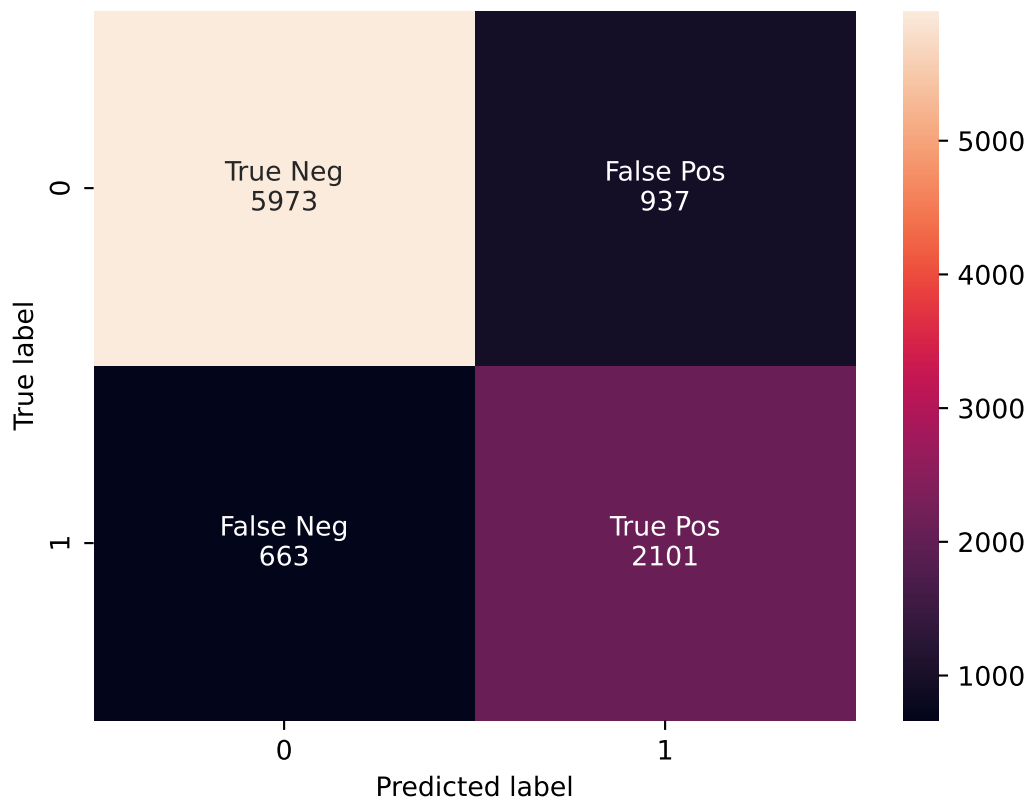 True Neg
5973
False Pos
937
False Neg
663
True Pos
2101
0
1
True label
0
1
Predicted label
5000
4000
3000
2000
1000